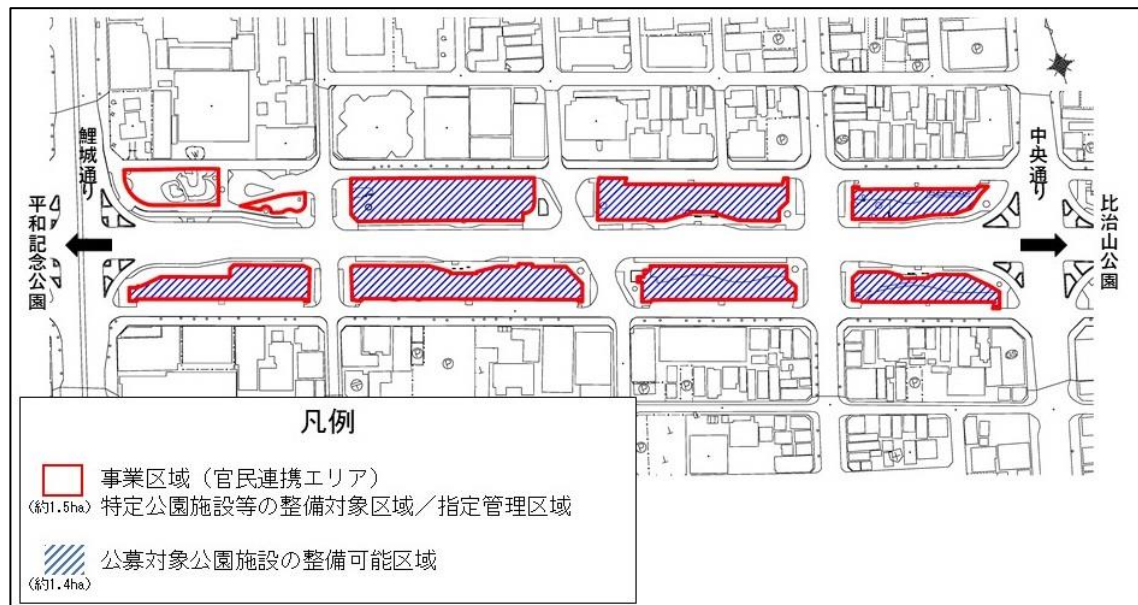 鯉城通り
平和記念公園
中央通り
比治山公園
凡例
事業区域（官民連携エリア）
(約1.5ha) 特定公園施設等の整備対象区域／指定管理区域
公募対象公園施設の整備可能区域
(約1.4ha)